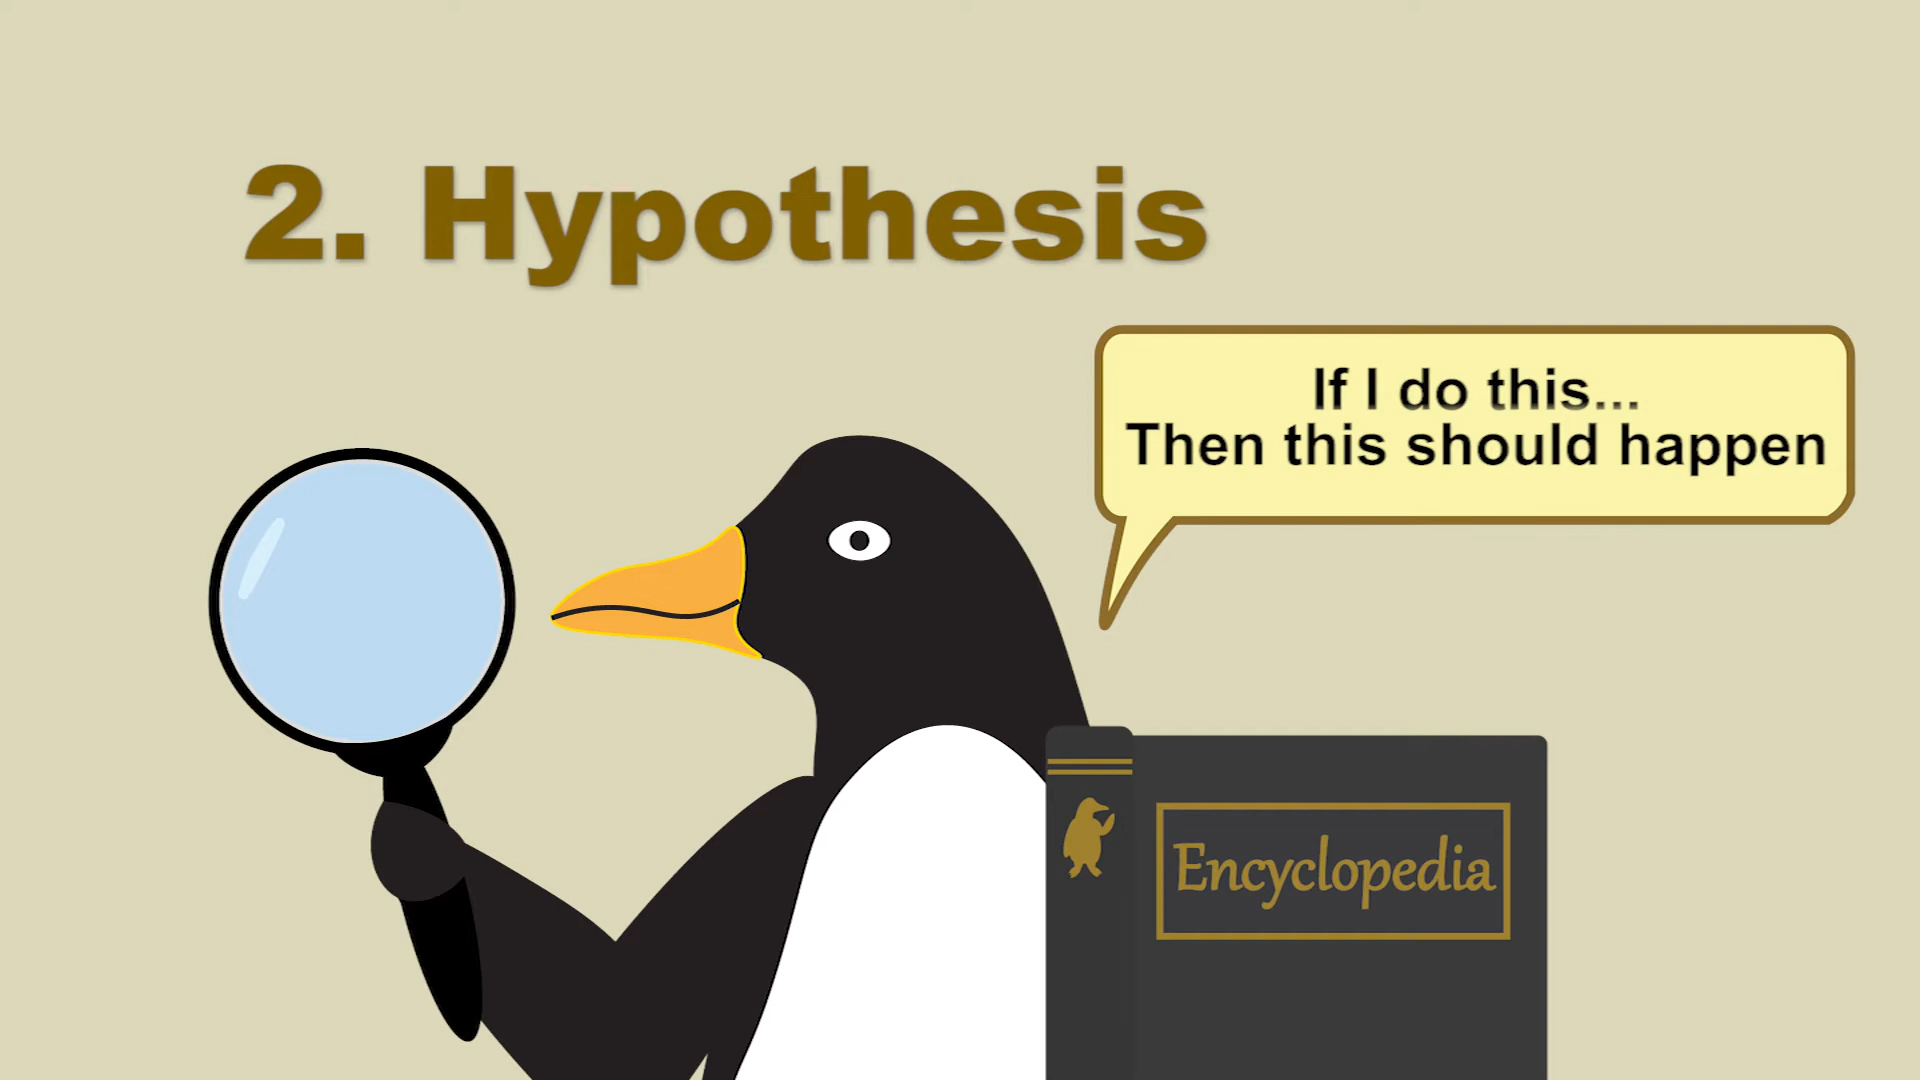 2. Hypothesis
If I do this...
Then this should happen
Encyclopedia